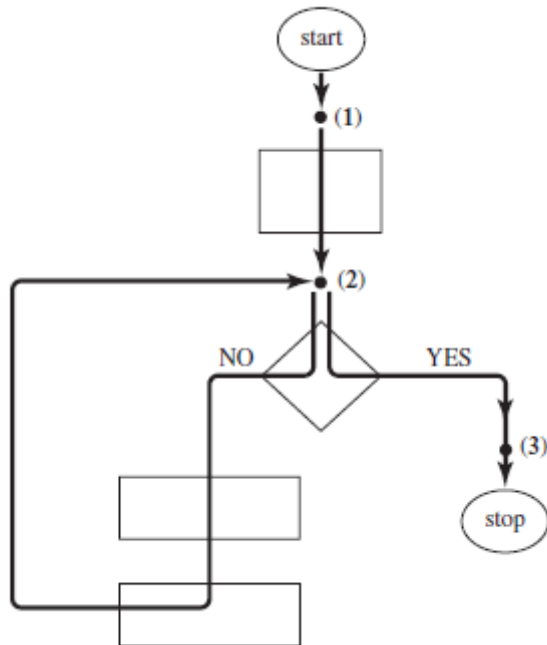 start
(1)
(2)
NO
YES
(3)
stop